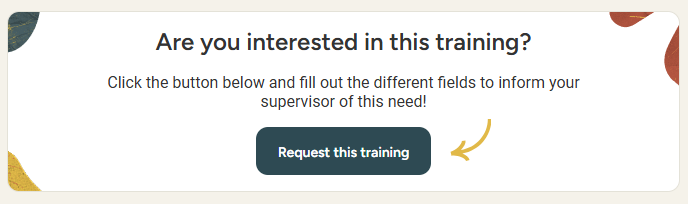 Are you interested in this training?
Click the button below and fill out the different fields to inform your
supervisor of this need!
Request this training